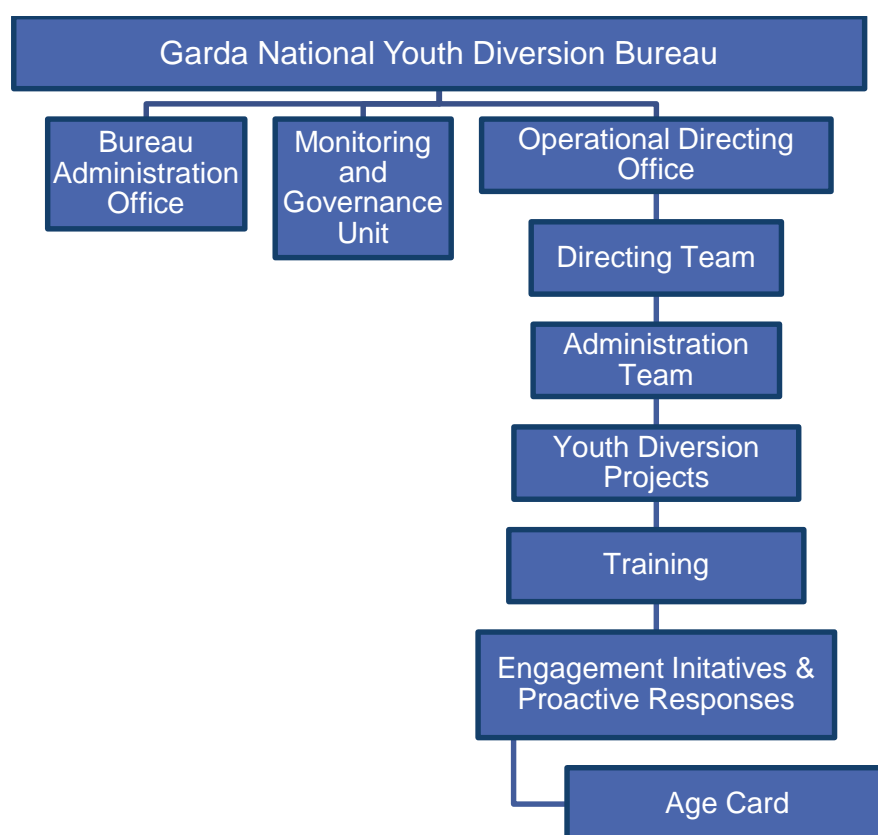 Garda National Youth Diversion Bureau
Bureau
Administration
Office
Monitoring
and
Governance
Unit
Operational Directing
Office
Directing Team
Administration
Team
Youth Diversion
Projects
Training
Engagement Initatives &
Proactive Responses
Age Card